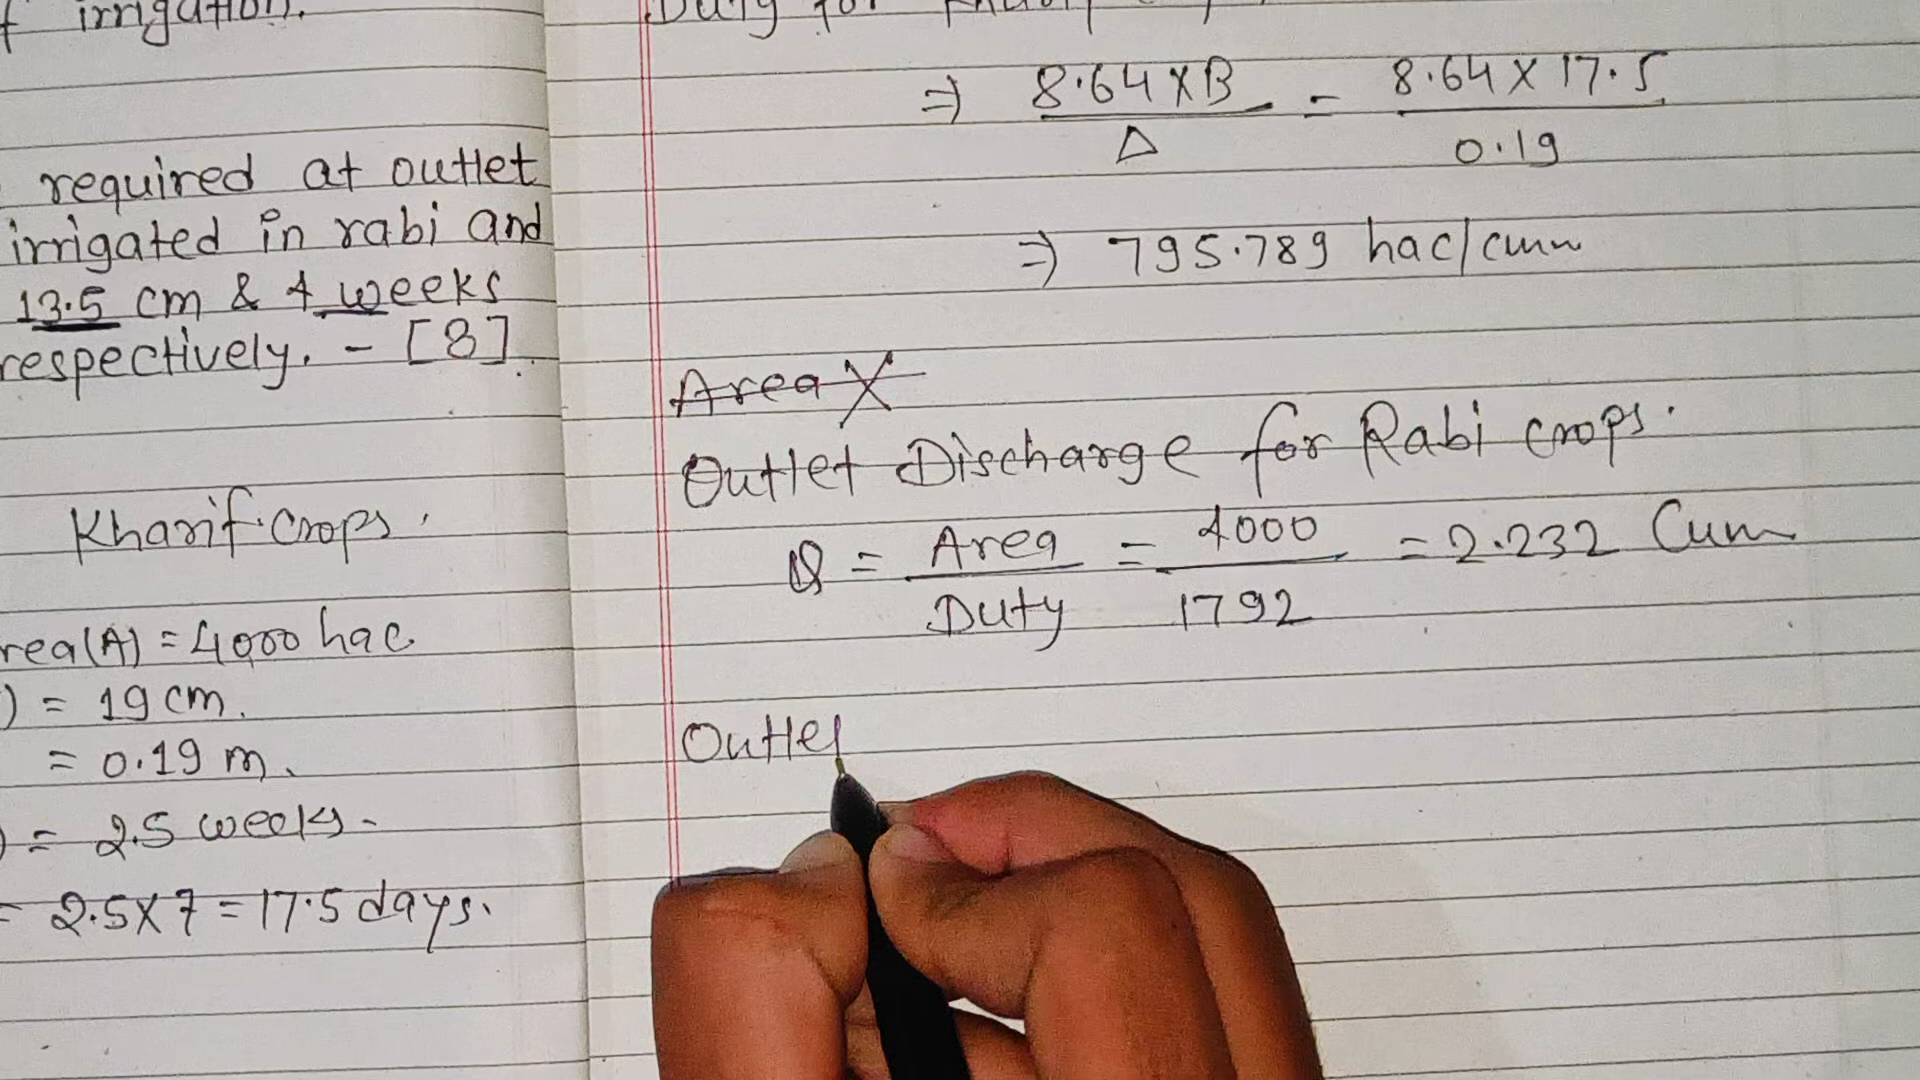 irrigation.
required at outlet
irrigated in rabi and
13.5 cm & 4 weeks
respectively. - [8].
Kharif Crops.
rea(A) = 4000 hac
) = 19 cm.
= 0.19 m.
) = 2.5 weeks.
= 2.5 X 7 = 17.5 days.
Duty for
⇒ 8.64 X B / Δ = 8.64 X 17.5 / 0.19
⇒ 795.789 hac/cum
Area X
Outlet Discharge for Rabi crops.
Q = Area / Duty = 4000 / 1792 = 2.232 Cum
Outlet